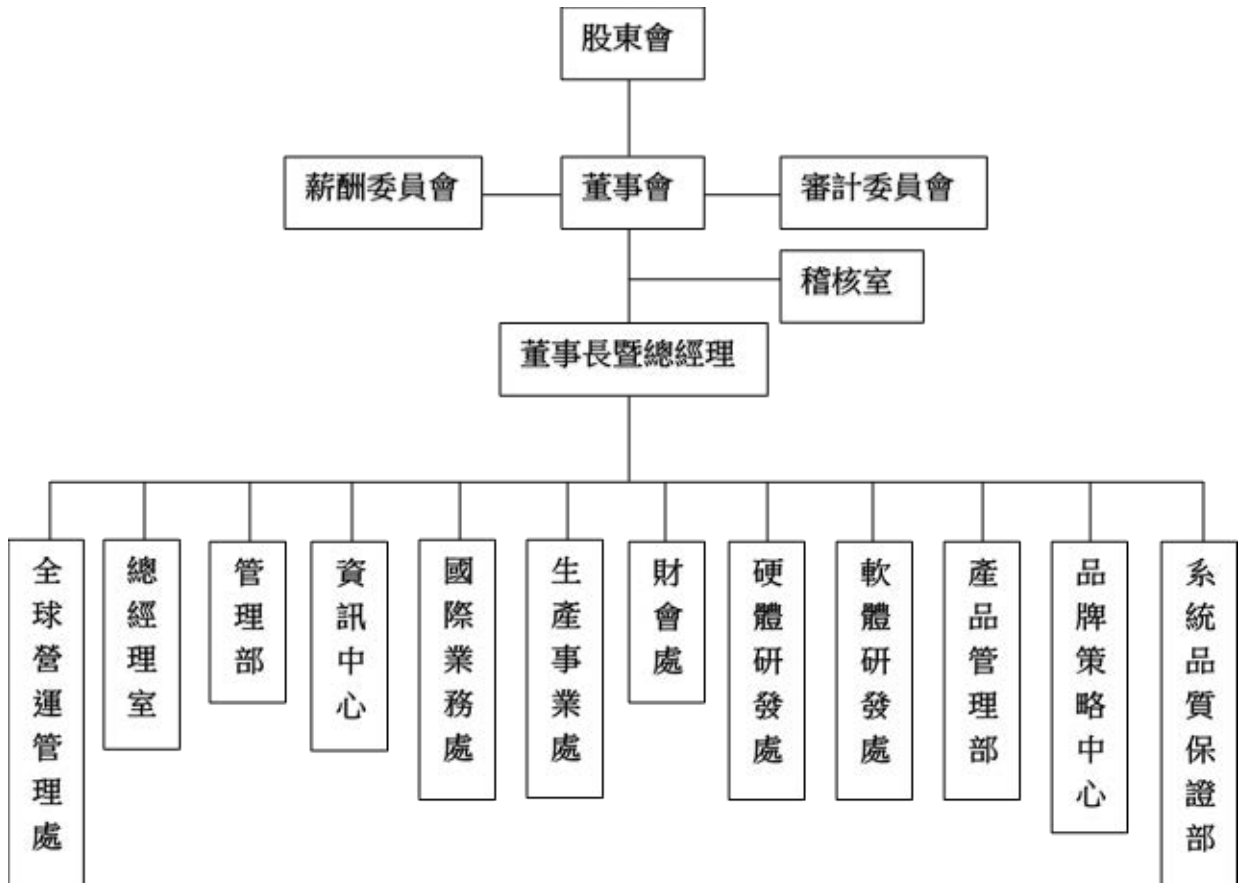 股東會
薪酬委員會
董事會
審計委員會
稽核室
董事長暨總經理
全球營運管理處
總經理室
管理部
資訊中心
國際業務處
生產事業處
財會處
硬體研發處
軟體研發處
產品管理部
品牌策略中心
系統品質保證部